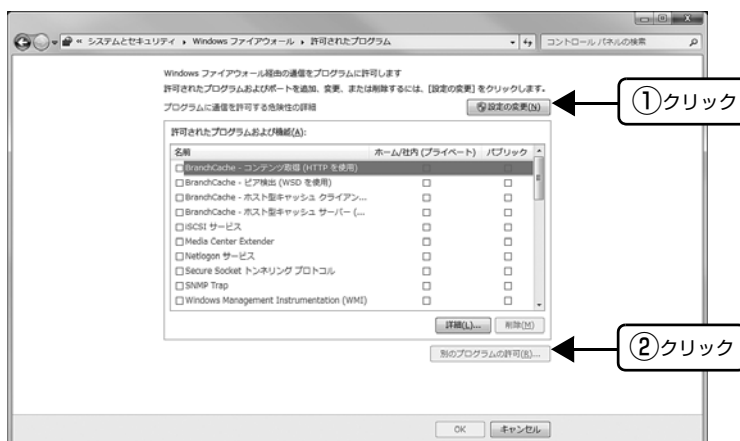 « システムとセキュリティ ▸ Windows ファイアウォール ▸ 許可されたプログラム
コントロール パネルの検索
Windows ファイアウォール経由の通信をプログラムに許可します
許可されたプログラムおよびポートを追加、変更、または削除するには、[設定の変更] をクリックします。
プログラムに通信を許可する危険性の詳細
設定の変更(N)
①クリック
許可されたプログラムおよび機能(A):
名前 ホーム/社内 (プライベート) パブリック
BranchCache - コンテンツ取得 (HTTP を使用)
BranchCache - ピア検出 (WSD を使用)
BranchCache - ホスト型キャッシュ クライアン...
BranchCache - ホスト型キャッシュ サーバー (...
iSCSI サービス
Media Center Extender
Netlogon サービス
Secure Socket トンネリング プロトコル
SNMP Trap
Windows Management Instrumentation (WMI)
詳細(L)... 削除(M)
別のプログラムの許可(R)...
②クリック
OK キャンセル